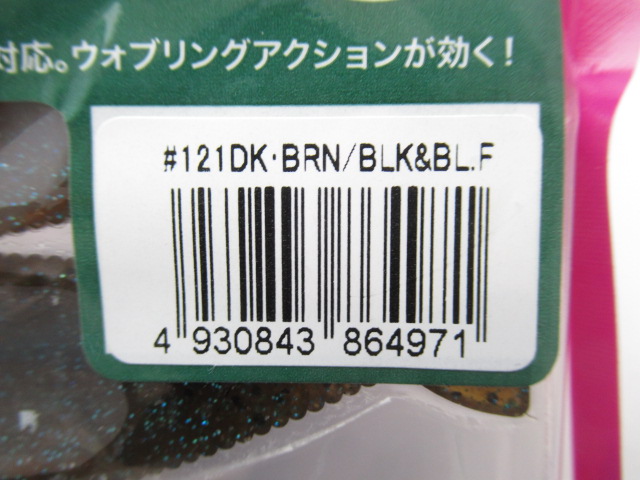 対応。ウォブリングアクションが効く！
#121DK・BRN/BLK&BL.F
4 930843 864971